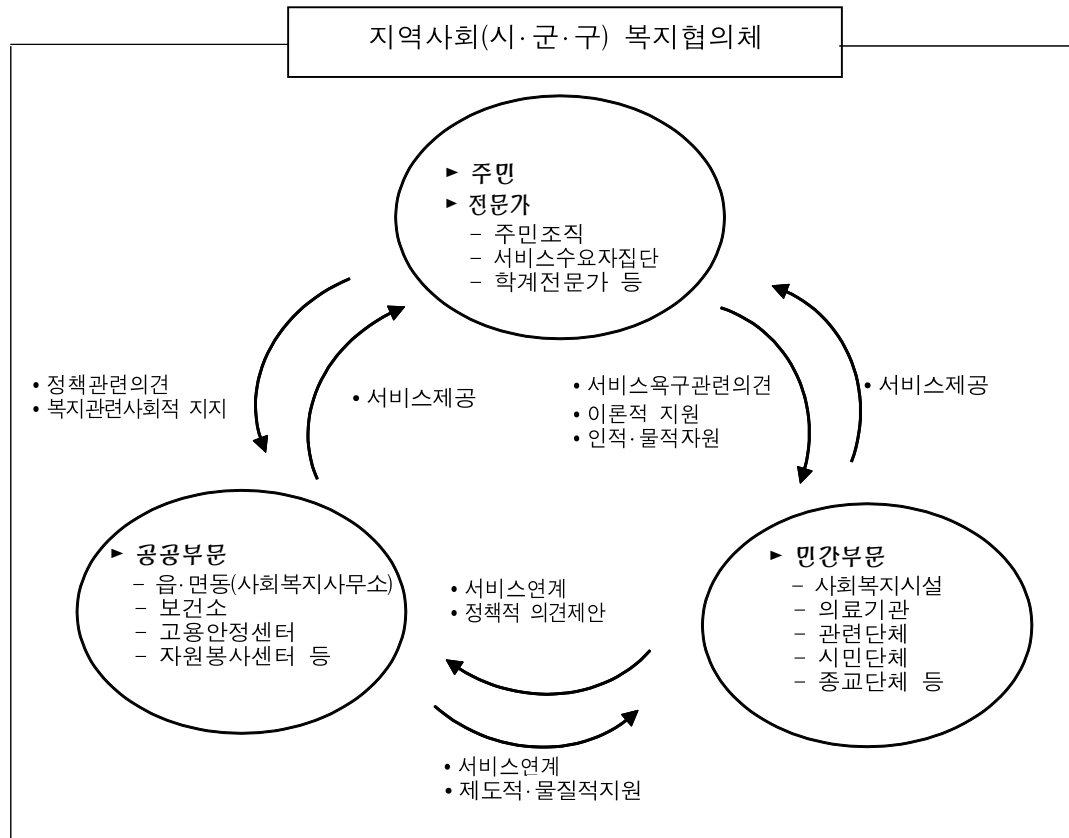 지역사회(시·군·구) 복지협의체
► 주민
► 전문가
– 주민조직
– 서비스수요자집단
– 학계전문가 등
• 정책관련의견
• 복지관련사회적 지지
• 서비스제공
• 서비스욕구관련의견
• 이론적 지원
• 인적·물적자원
• 서비스제공
► 공공부문
– 읍·면동(사회복지사무소)
– 보건소
– 고용안정센터
– 자원봉사센터 등
• 서비스연계
• 정책적 의견제안
► 민간부문
– 사회복지시설
– 의료기관
– 관련단체
– 시민단체
– 종교단체 등
• 서비스연계
• 제도적·물질적지원